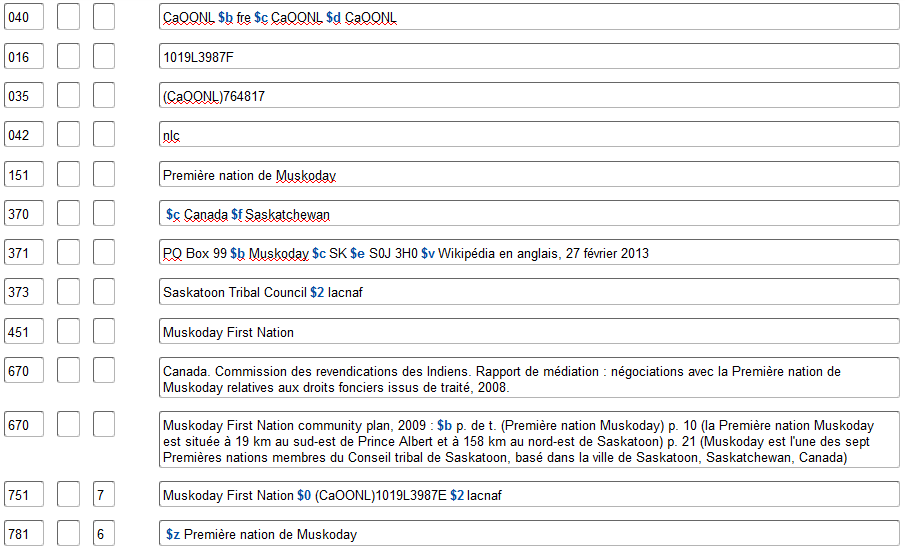 040 CaOONL $b fre $c CaOONL $d CaOONL
016 1019L3987F
035 (CaOONL)764817
042 nlc
151 Première nation de Muskoday
370 $c Canada $f Saskatchewan
371 PO Box 99 $b Muskoday $c SK $e S0J 3H0 $v Wikipédia en anglais, 27 février 2013
373 Saskatoon Tribal Council $2 lacnaf
451 Muskoday First Nation
670 Canada. Commission des revendications des Indiens. Rapport de médiation : négociations avec la Première nation de
Muskoday relatives aux droits fonciers issus de traité, 2008.
670 Muskoday First Nation community plan, 2009 : $b p. de t. (Première nation Muskoday) p. 10 (la Première nation Muskoday
est située à 19 km au sud-est de Prince Albert et à 158 km au nord-est de Saskatoon) p. 21 (Muskoday est l'une des sept
Premières nations membres du Conseil tribal de Saskatoon, basé dans la ville de Saskatoon, Saskatchewan, Canada)
751 7 Muskoday First Nation $0 (CaOONL)1019L3987E $2 lacnaf
781 6 $z Première nation de Muskoday